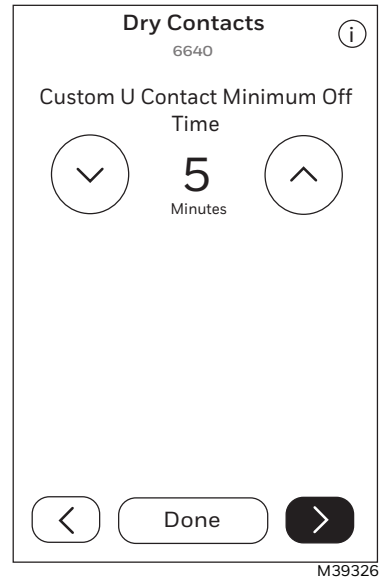 Dry Contacts
6640
Custom U Contact Minimum Off
Time
5
Minutes
Done
M39326